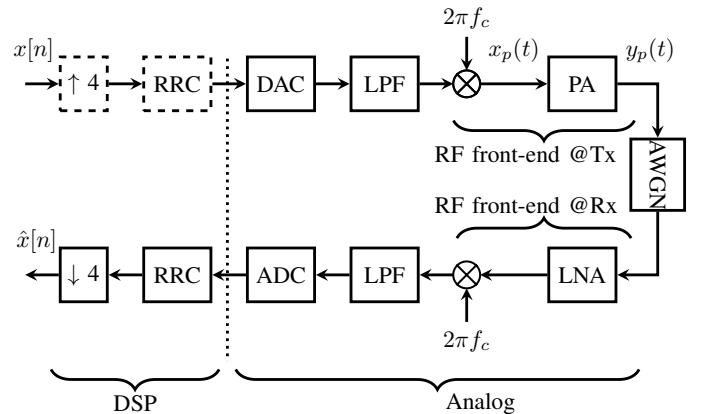 2πf_c
x[n]
x_p(t)
y_p(t)
↑ 4
RRC
DAC
LPF
PA
RF front-end @Tx
AWGN
RF front-end @Rx
x̂[n]
↓ 4
RRC
ADC
LPF
LNA
2πf_c
DSP
Analog